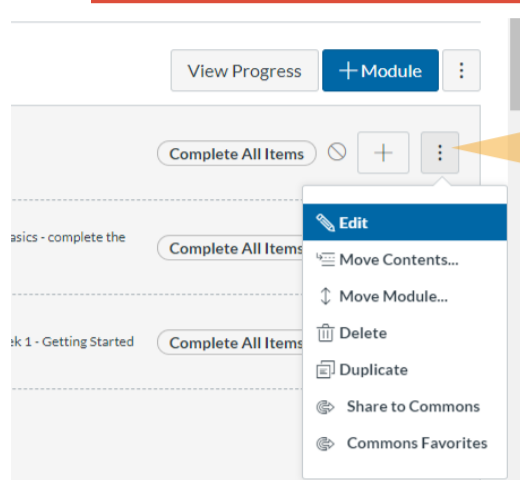 View Progress
+ Module
Complete All Items
+
Edit
asics - complete the
Complete All Items
Move Contents...
Move Module...
Delete
k 1 - Getting Started
Complete All Items
Duplicate
Share to Commons
Commons Favorites